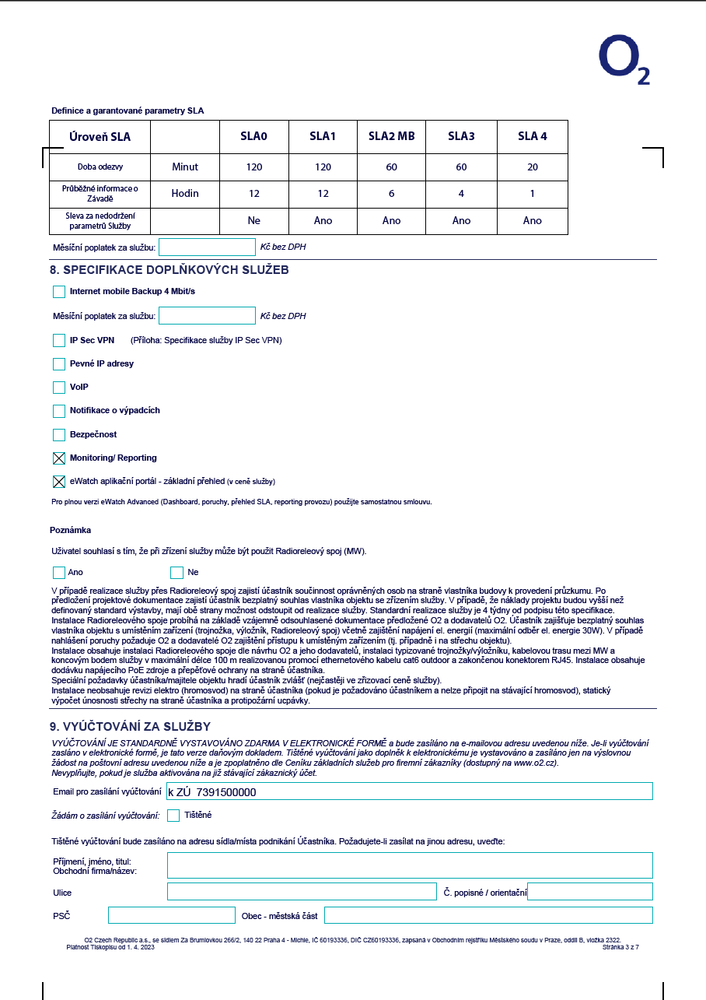 O2
Definice a garantované parametry SLA
Úroveň SLA SLA0 SLA1 SLA2 MB SLA3 SLA 4
Doba odezvy Minut 120 120 60 60 20
Průběžné informace o
Závadě Hodin 12 12 6 4 1
Sleva za nedodržení
parametrů Služby Ne Ano Ano Ano Ano
Měsíční poplatek za službu: Kč bez DPH
8. SPECIFIKACE DOPLŇKOVÝCH SLUŽEB
Internet mobile Backup 4 Mbit/s
Měsíční poplatek za službu: Kč bez DPH
IP Sec VPN (Příloha: Specifikace služby IP Sec VPN)
Pevné IP adresy
VoIP
Notifikace o výpadcích
Bezpečnost
Monitoring/ Reporting
eWatch aplikační portál - základní přehled (v ceně služby)
Pro plnou verzi eWatch Advanced (Dashboard, poruchy, přehled SLA, reporting provozu) použijte samostatnou smlouvu.
Poznámka
Uživatel souhlasí s tím, že při zřízení služby může být použit Radioreleový spoj (MW).
Ano Ne
V případě realizace služby přes Radioreleový spoj zajistí účastník součinnost oprávněných osob na straně vlastníka budovy k provedení průzkumu. Po
předložení projektové dokumentace zajistí účastník bezplatný souhlas vlastníka objektu se zřízením služby. V případě, že náklady projektu budou vyšší než
definovaný standard výstavby, mají obě strany možnost odstoupit od realizace služby. Standardní realizace služby je 4 týdny od podpisu této specifikace.
Instalace Radioreleového spoje probíhá na základě vzájemně odsouhlasené dokumentace předložené O2 a dodavatelů O2. Účastník zajišťuje bezplatný souhlas
vlastníka objektu s umístěním zařízení (trojnožka, výložník, Radioreleový spoj) včetně zajištění napájení el. energií (maximální odběr el. energie 30W). V případě
nahlášení poruchy požaduje O2 a dodavatelé O2 zajištění přístupu k umístěným zařízením (tj. případně i na střechu objektu).
Instalace obsahuje instalaci Radioreleového spoje dle návrhu O2 a jeho dodavatelů, instalaci typizované trojnožky/výložníku, kabelovou trasu mezi MW a
koncovým bodem služby v maximální délce 100 m realizovanou promocí ethernetového kabelu cat6 outdoor a zakončenou konektorem RJ45. Instalace obsahuje
dodávku napájecího PoE zdroje a přepěťové ochrany na straně účastníka.
Speciální požadavky účastníka/majitele objektu hradí účastník zvlášť (nejčastěji ve zřizovací ceně služby).
Instalace neobsahuje revizi elektro (hromosvod) na straně účastníka (pokud je požadováno účastníkem a nelze připojit na stávající hromosvod), statický
výpočet únosnosti střechy na straně účastníka a protipožární ucpávky.
9. VYÚČTOVÁNÍ ZA SLUŽBY
VYÚČTOVÁNÍ JE STANDARDNĚ VYSTAVOVÁNO ZDARMA V ELEKTRONICKÉ FORMĚ a bude zasíláno na e-mailovou adresu uvedenou níže. Je-li vyúčtování
zasláno v elektronické formě, je tato verze daňovým dokladem. Tištěné vyúčtování jako doplněk k elektronickému je vystavováno a zasíláno jen na výslovnou
žádost na poštovní adresu uvedenou níže a je zpoplatněno dle Ceníku základních služeb pro firemní zákazníky (dostupný na www.o2.cz).
Nevyplňujte, pokud je služba aktivována na již stávající zákaznický účet.
Email pro zasílání vyúčtování k ZÚ 7391500000
Žádám o zasílání vyúčtování: Tištěné
Tištěné vyúčtování bude zasíláno na adresu sídla/místa podnikání Účastníka. Požadujete-li zasílat na jinou adresu, uveďte:
Příjmení, jméno, titul:
Obchodní firma/název:
Ulice Č. popisné / orientační
PSČ Obec - městská část
O2 Czech Republic a.s., se sídlem Za Brumlovkou 266/2, 140 22 Praha 4 - Michle, IČ 60193336, DIČ CZ60193336, zapsaná v Obchodním rejstříku Městského soudu v Praze, oddíl B, vložka 2322.
Platnost Tiskopisu od 1. 4. 2023 Stránka 3 z 7